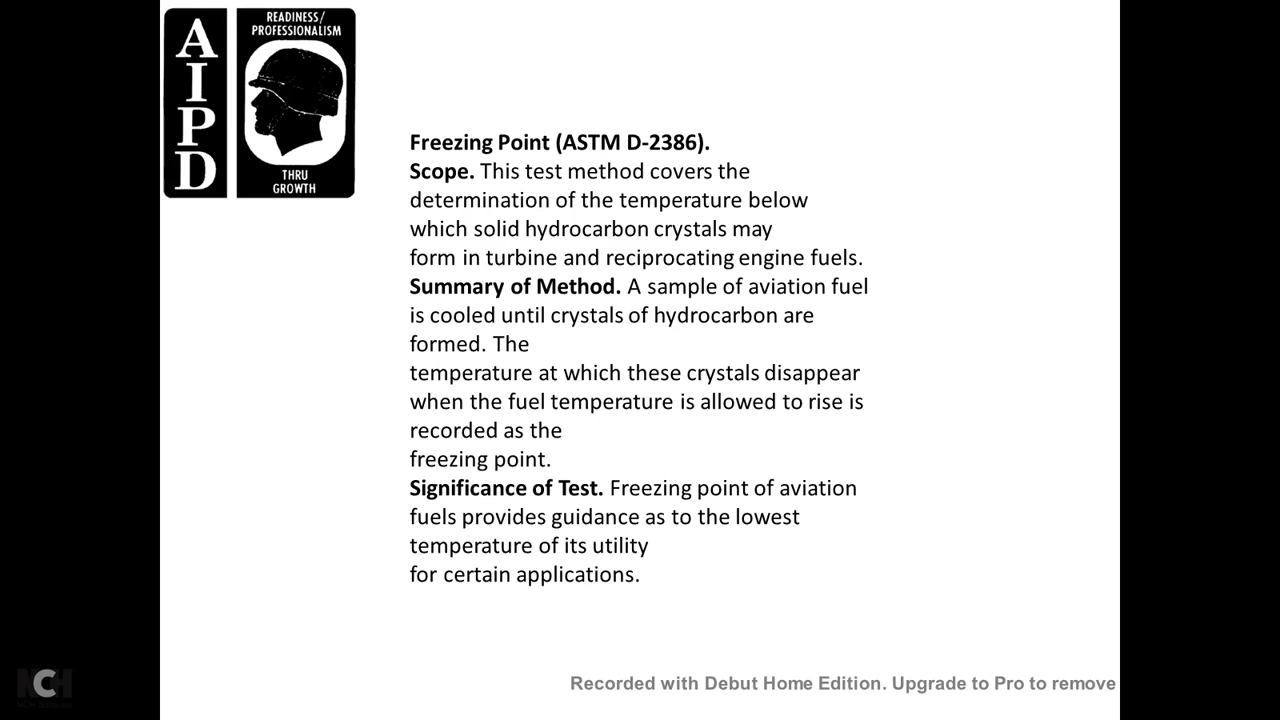 A
I
P
D
READINESS/
PROFESSIONALISM
THRU
GROWTH
Freezing Point (ASTM D-2386).
Scope. This test method covers the
determination of the temperature below
which solid hydrocarbon crystals may
form in turbine and reciprocating engine fuels.
Summary of Method. A sample of aviation fuel
is cooled until crystals of hydrocarbon are
formed. The
temperature at which these crystals disappear
when the fuel temperature is allowed to rise is
recorded as the
freezing point.
Significance of Test. Freezing point of aviation
fuels provides guidance as to the lowest
temperature of its utility
for certain applications.
NCH
Recorded with Debut Home Edition. Upgrade to Pro to remove